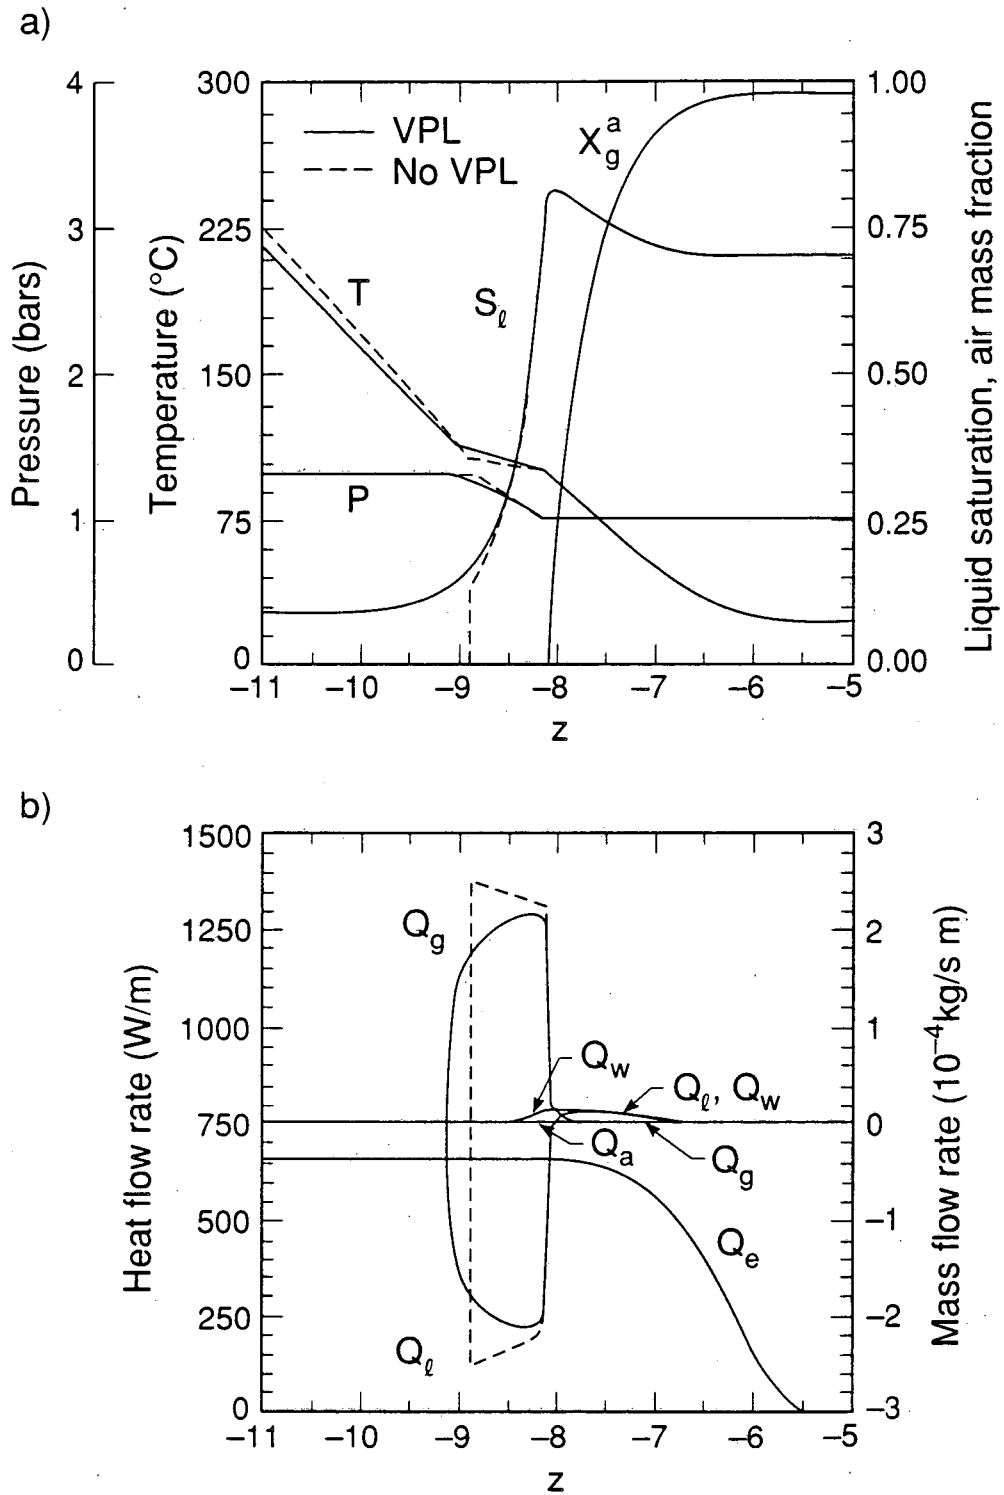 a)
Pressure (bars)
4
3
2
1
0
Temperature (°C)
300
225
150
75
0
VPL
No VPL
T
P
S_ℓ
X_g^a
1.00
0.75
0.50
0.25
0.00
Liquid saturation, air mass fraction
−11 −10 −9 −8 −7 −6 −5
z
b)
Heat flow rate (W/m)
1500
1250
1000
750
500
250
0
Q_g
Q_w
Q_ℓ, Q_w
Q_a
Q_g
Q_e
Q_ℓ
3
2
1
0
−1
−2
−3
Mass flow rate (10⁻⁴kg/s m)
−11 −10 −9 −8 −7 −6 −5
z